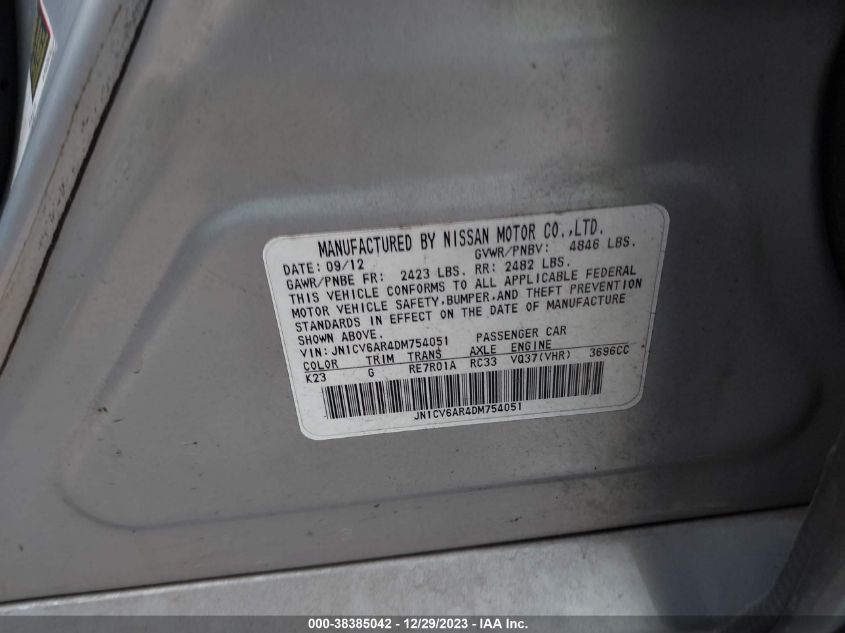 MANUFACTURED BY NISSAN MOTOR CO.,LTD.
DATE: 09/12 GVWR/PNBV: 4846 LBS.
GAWR/PNBE FR: 2423 LBS. RR: 2482 LBS.
THIS VEHICLE CONFORMS TO ALL APPLICABLE FEDERAL
MOTOR VEHICLE SAFETY,BUMPER,AND THEFT PREVENTION
STANDARDS IN EFFECT ON THE DATE OF MANUFACTURE
SHOWN ABOVE.
VIN: JN1CV6AR4DM754051 PASSENGER CAR
COLOR TRIM TRANS AXLE ENGINE
K23 G RE7R01A RC33 VQ37(VHR) 3696CC
JN1CV6AR4DM754051
000-38385042 - 12/29/2023 - IAAI.com.